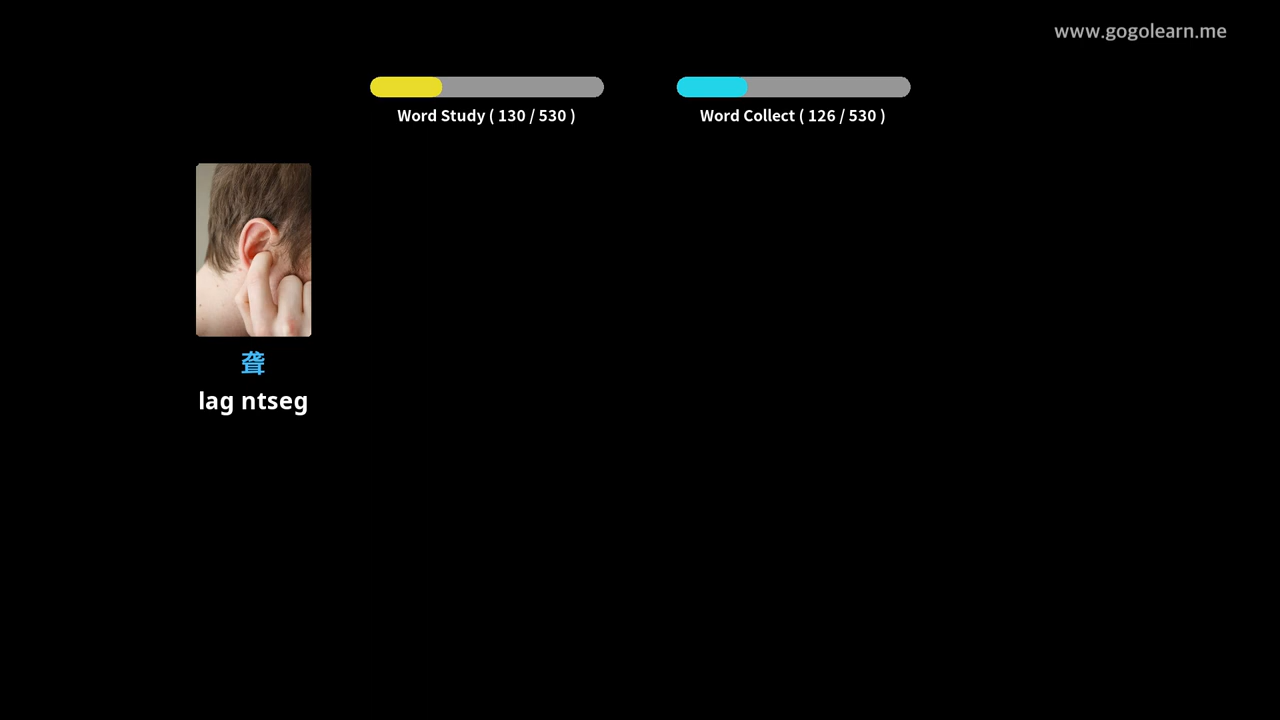 www.gogolearn.me
Word Study ( 130 / 530 )
Word Collect ( 126 / 530 )
聋
lag ntseg